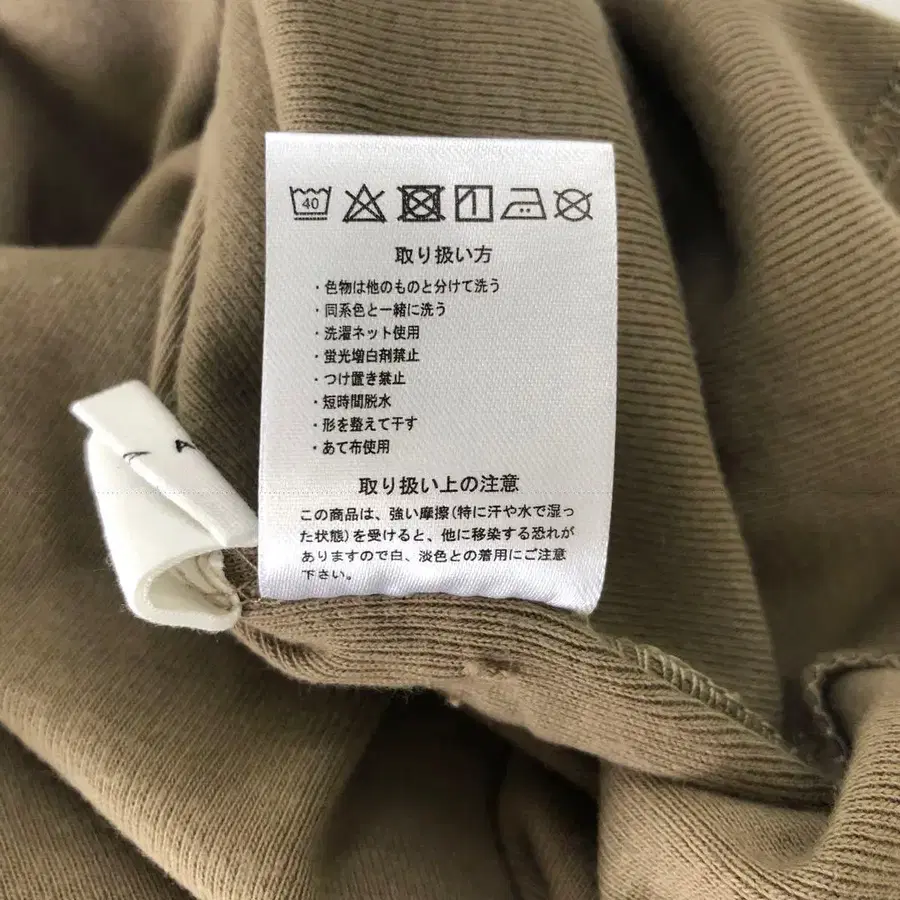 40
取り扱い方
・色物は他のものと分けて洗う
・同系色と一緒に洗う
・洗濯ネット使用
・蛍光増白剤禁止
・つけ置き禁止
・短時間脱水
・形を整えて干す
・あて布使用
取り扱い上の注意
この商品は、強い摩擦(特に汗や水で湿っ
た状態)を受けると、他に移染する恐れが
ありますので白、淡色との着用にご注意
下さい。